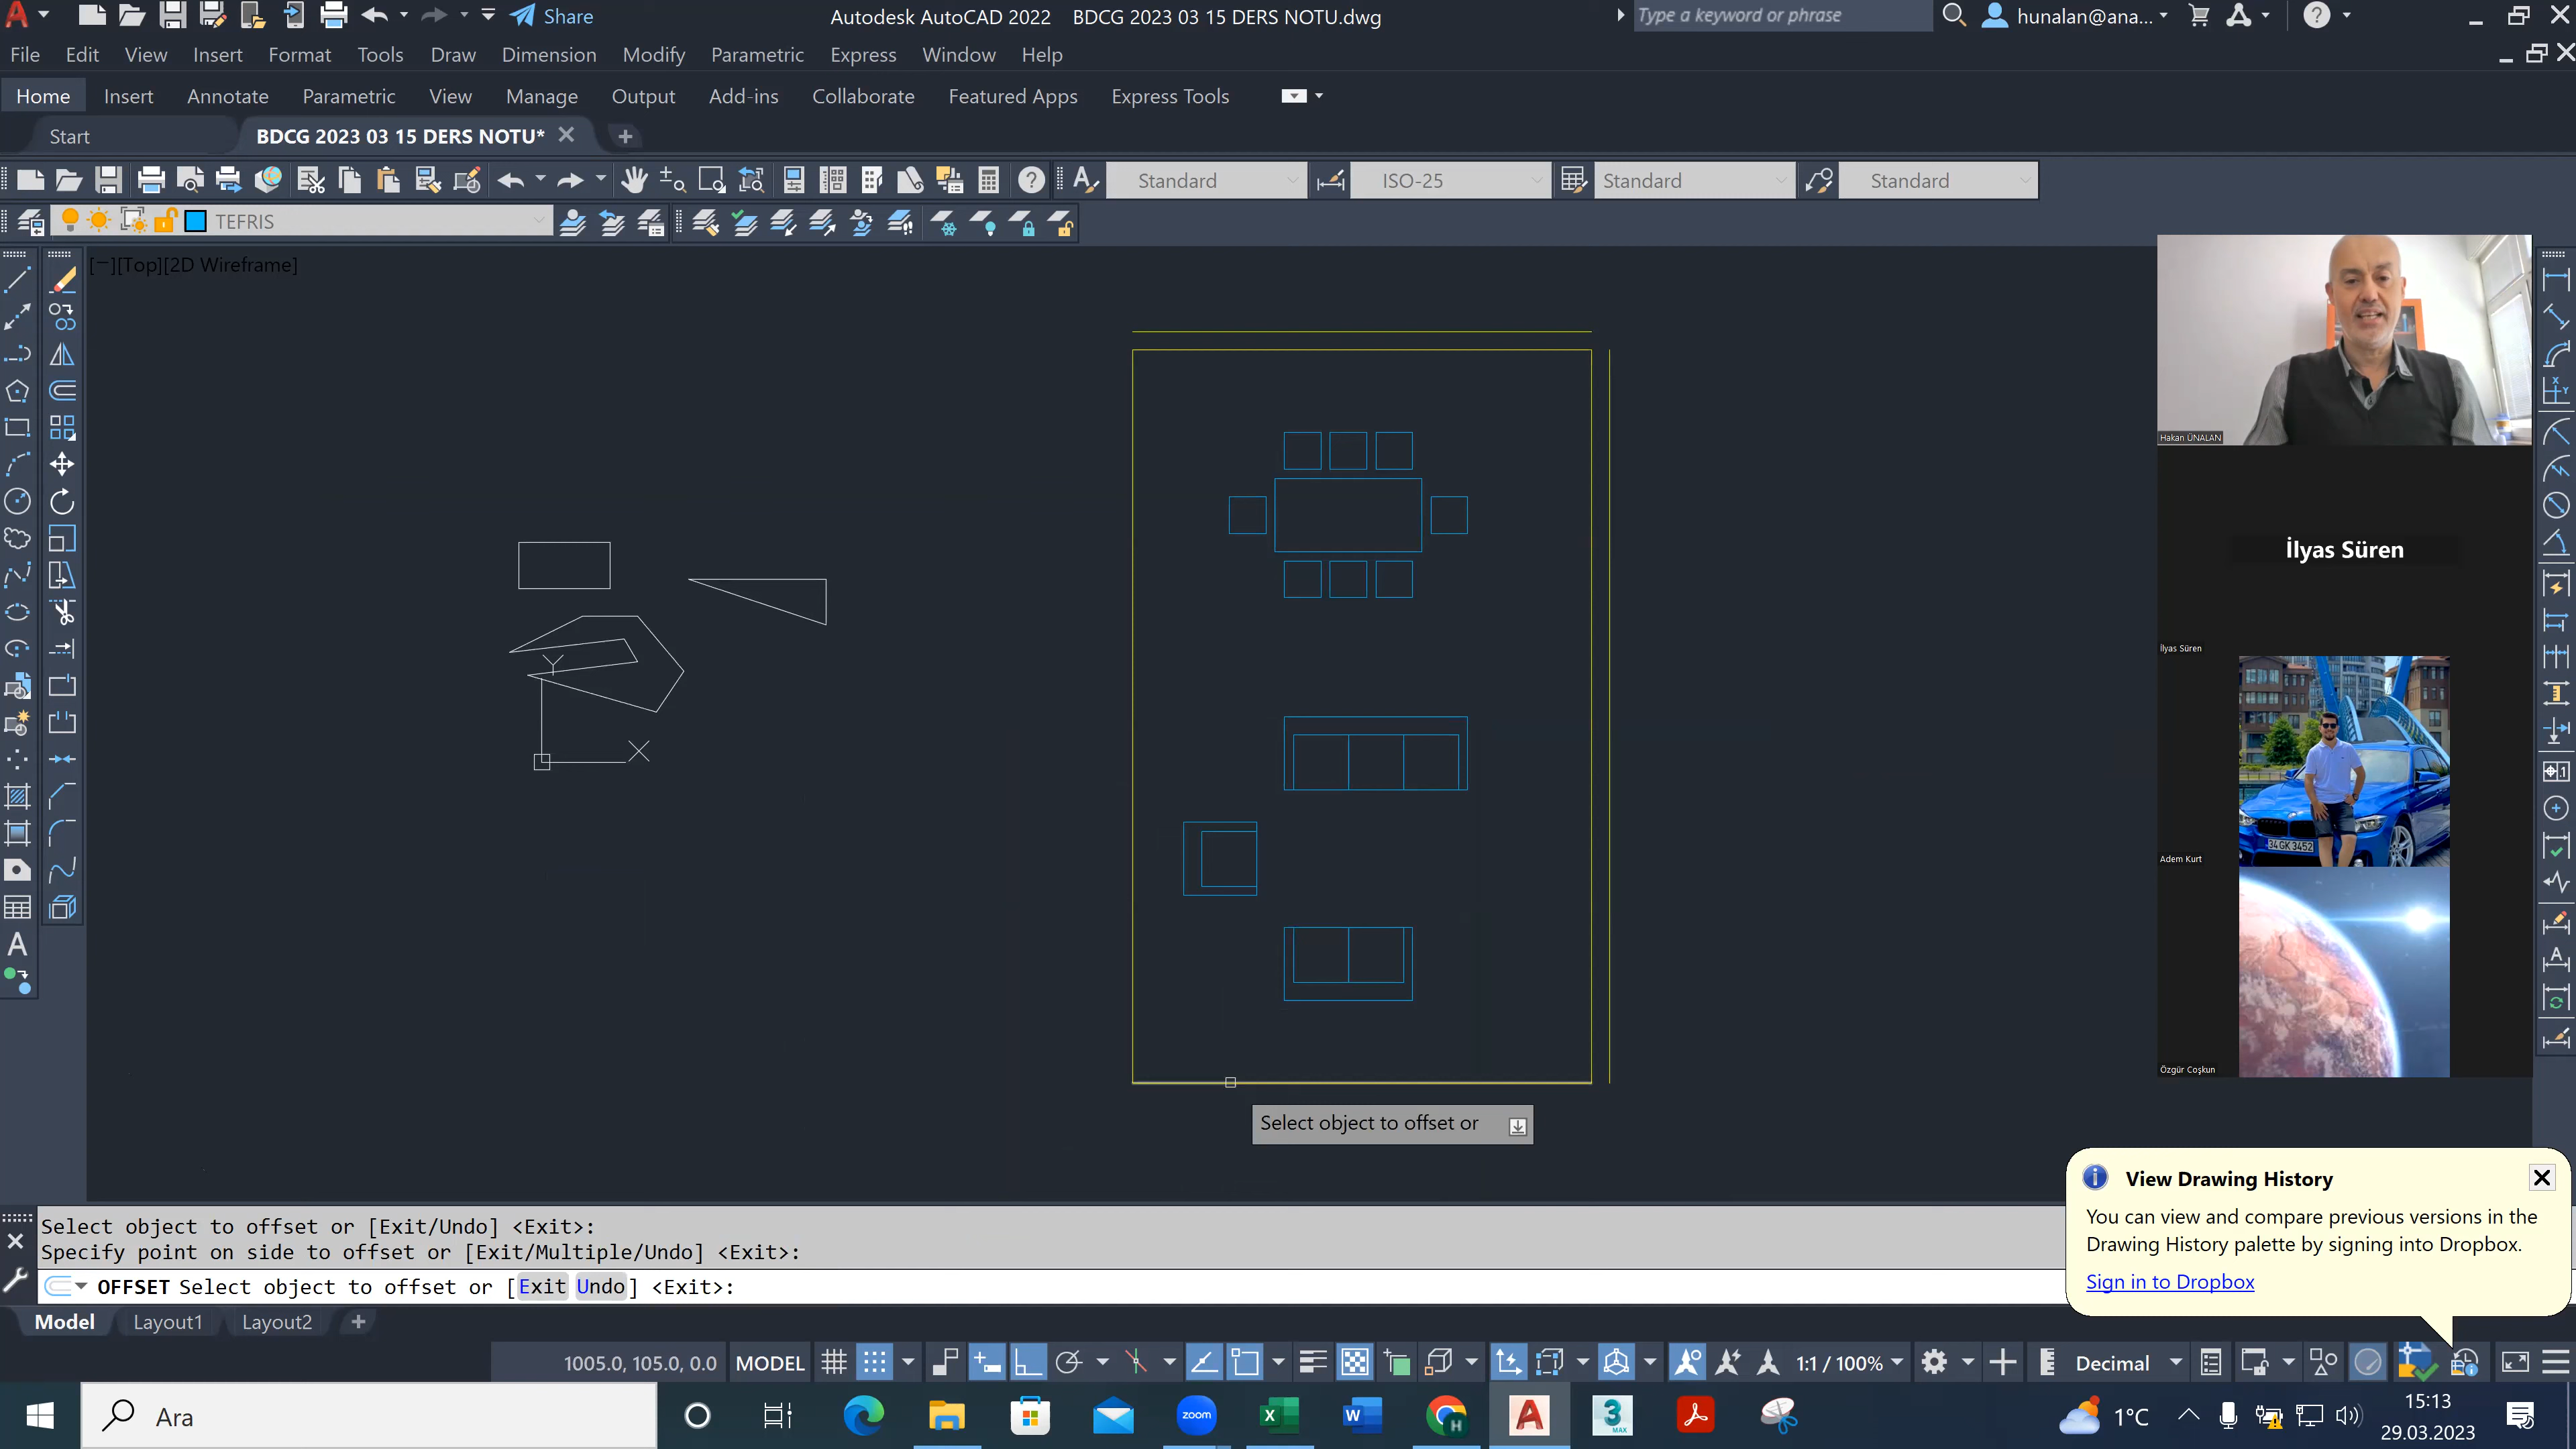 Share
Autodesk AutoCAD 2022 BDCG 2023 03 15 DERS NOTU.dwg
Type a keyword or phrase
hunalan@ana...
File Edit View Insert Format Tools Draw Dimension Modify Parametric Express Window Help
Home Insert Annotate Parametric View Manage Output Add-ins Collaborate Featured Apps Express Tools
Start
BDCG 2023 03 15 DERS NOTU*
Standard
ISO-25
Standard
Standard
TEFRIS
[−][Top][2D Wireframe]
Hakan ÜNALAN
İlyas Süren
İlyas Süren
34 GK 3452
Adem Kurt
Özgür Coşkun
Y
X
Select object to offset or
View Drawing History
You can view and compare previous versions in the
Drawing History palette by signing into Dropbox.
Sign in to Dropbox
Select object to offset or [Exit/Undo] <Exit>:
Specify point on side to offset or [Exit/Multiple/Undo] <Exit>:
OFFSET Select object to offset or [Exit Undo] <Exit>:
Model Layout1 Layout2
1005.0, 105.0, 0.0 MODEL
1:1 / 100%
Decimal
Ara
zoom
1°C
15:13
29.03.2023